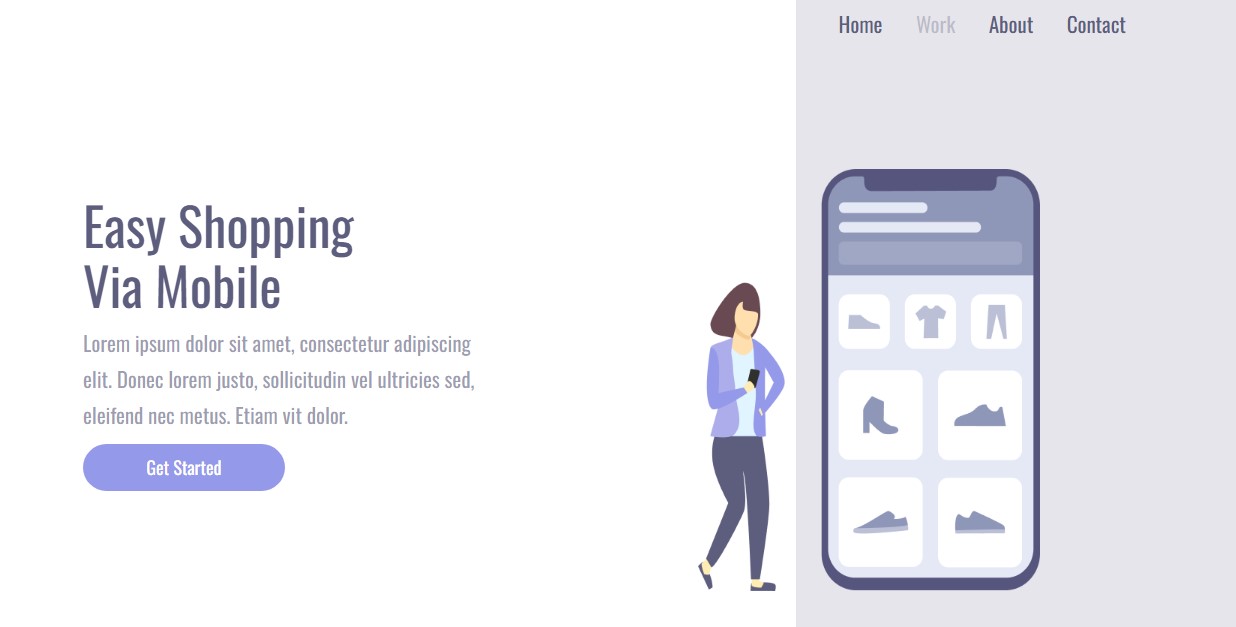 Home Work About Contact
Easy Shopping
Via Mobile
Lorem ipsum dolor sit amet, consectetur adipiscing
elit. Donec lorem justo, sollicitudin vel ultricies sed,
eleifend nec metus. Etiam vit dolor.
Get Started